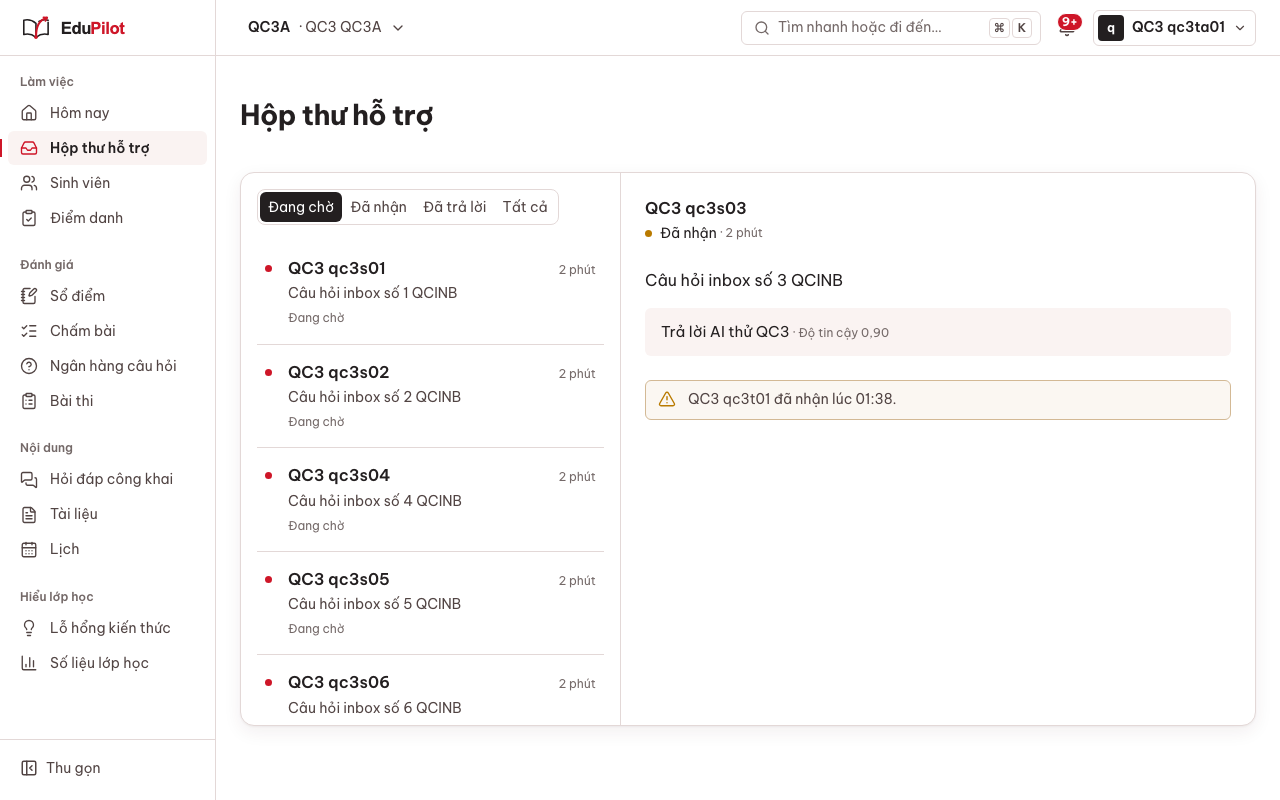 EduPilot
QC3A · QC3 QC3A
Tìm nhanh hoặc đi đến...
⌘ K
9+
q QC3 qc3ta01
Làm việc
Hôm nay
Hộp thư hỗ trợ
Sinh viên
Điểm danh
Đánh giá
Sổ điểm
Chấm bài
Ngân hàng câu hỏi
Bài thi
Nội dung
Hỏi đáp công khai
Tài liệu
Lịch
Hiểu lớp học
Lỗ hổng kiến thức
Số liệu lớp học
Thu gọn
Hộp thư hỗ trợ
Đang chờ Đã nhận Đã trả lời Tất cả
QC3 qc3s01 2 phút
Câu hỏi inbox số 1 QCINB
Đang chờ
QC3 qc3s02 2 phút
Câu hỏi inbox số 2 QCINB
Đang chờ
QC3 qc3s04 2 phút
Câu hỏi inbox số 4 QCINB
Đang chờ
QC3 qc3s05 2 phút
Câu hỏi inbox số 5 QCINB
Đang chờ
QC3 qc3s06 2 phút
Câu hỏi inbox số 6 QCINB
QC3 qc3s03
Đã nhận · 2 phút
Câu hỏi inbox số 3 QCINB
Trả lời AI thử QC3 · Độ tin cậy 0,90
QC3 qc3t01 đã nhận lúc 01:38.